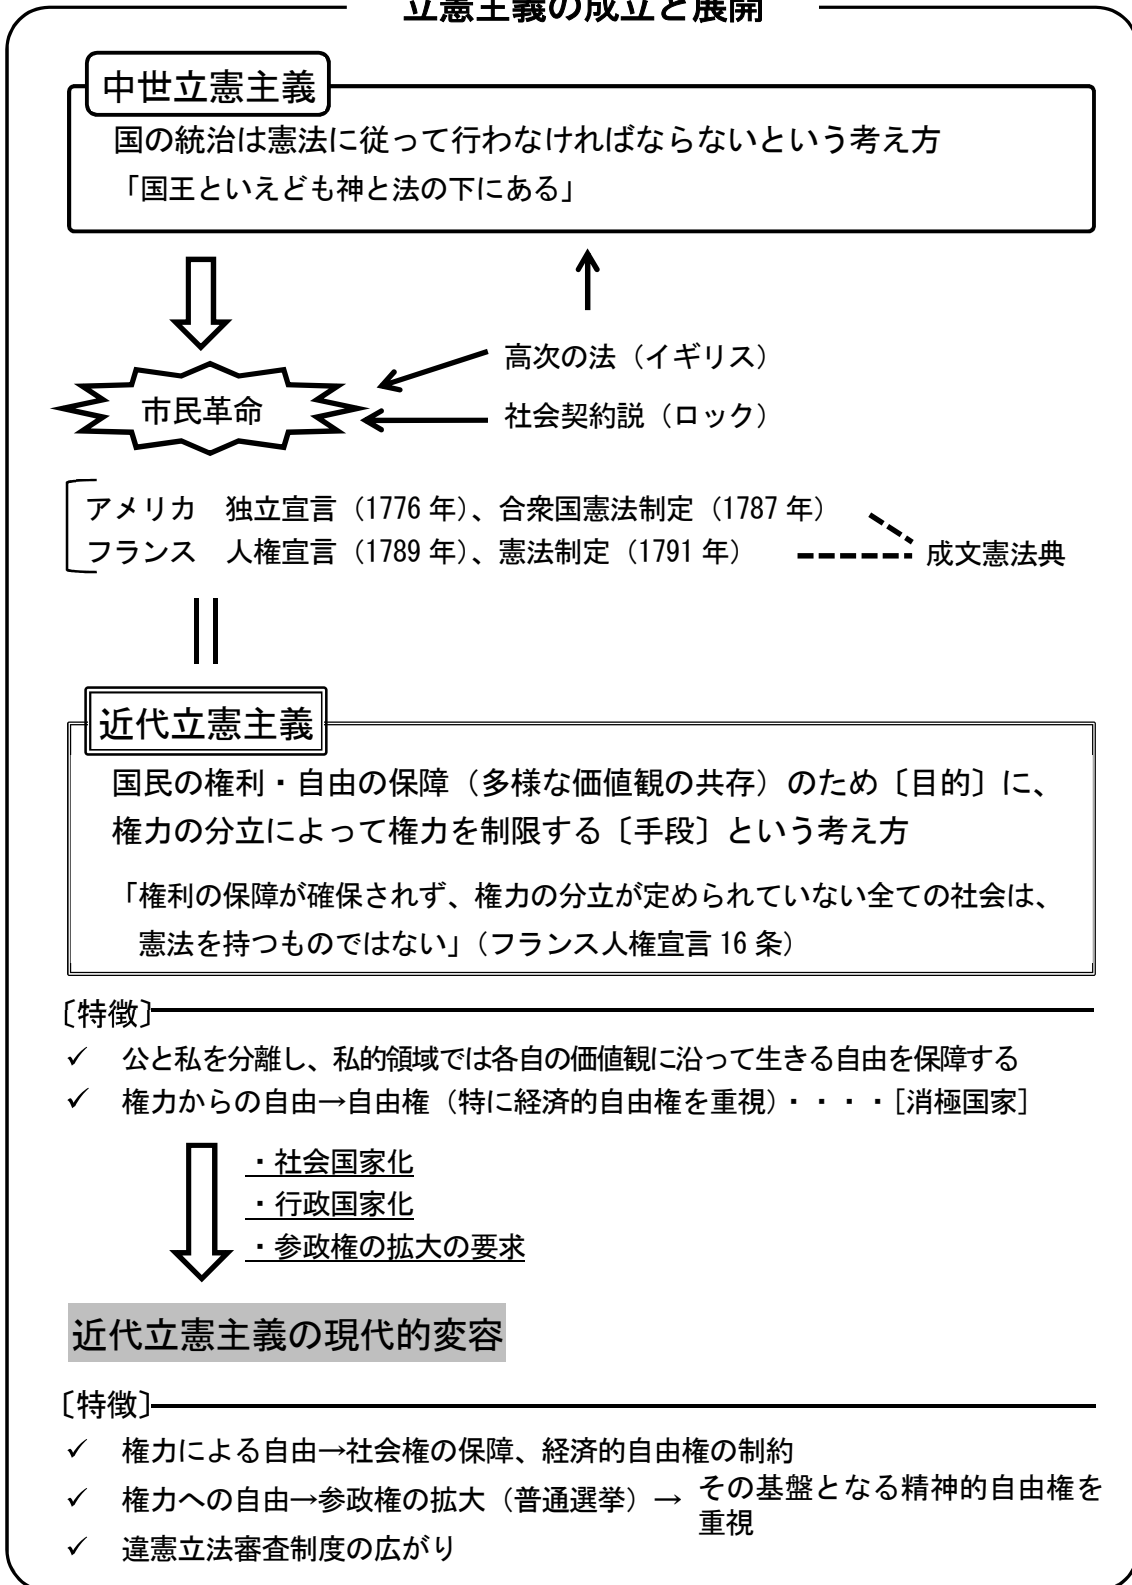 立憲主義の成立と展開
中世立憲主義
国の統治は憲法に従って行わなければならないという考え方
「国王といえども神と法の下にある」
高次の法（イギリス）
市民革命
社会契約説（ロック）
アメリカ　独立宣言（1776 年）、合衆国憲法制定（1787 年）
フランス　人権宣言（1789 年）、憲法制定（1791 年）
成文憲法典
近代立憲主義
国民の権利・自由の保障（多様な価値観の共存）のため〔目的〕に、
権力の分立によって権力を制限する〔手段〕という考え方
「権利の保障が確保されず、権力の分立が定められていない全ての社会は、
憲法を持つものではない」（フランス人権宣言 16 条）
〔特徴〕
✓　公と私を分離し、私的領域では各自の価値観に沿って生きる自由を保障する
✓　権力からの自由→自由権（特に経済的自由権を重視）・・・・［消極国家］
・社会国家化
・行政国家化
・参政権の拡大の要求
近代立憲主義の現代的変容
〔特徴〕
✓　権力による自由→社会権の保障、経済的自由権の制約
✓　権力への自由→参政権の拡大（普通選挙）→ その基盤となる精神的自由権を
重視
✓　違憲立法審査制度の広がり